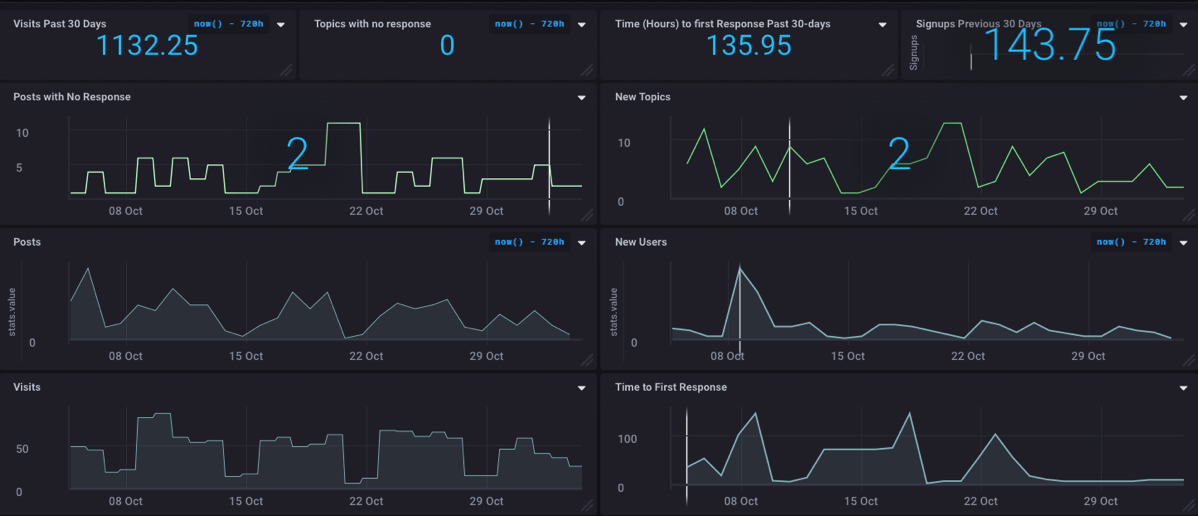 Visits Past 30 Days
now() - 720h
1132.25
Topics with no response
now() - 720h
0
Time (Hours) to first Response Past 30-days
135.95
Signups Previous 30 Days
now() - 720h
Signups
143.75
Posts with No Response
10
5
2
08 Oct 15 Oct 22 Oct 29 Oct
New Topics
10
0
2
08 Oct 15 Oct 22 Oct 29 Oct
Posts
now() - 720h
stats.value
0
08 Oct 15 Oct 22 Oct 29 Oct
New Users
now() - 720h
stats.value
0
08 Oct 15 Oct 22 Oct 29 Oct
Visits
50
0
08 Oct 15 Oct 22 Oct 29 Oct
Time to First Response
100
0
08 Oct 15 Oct 22 Oct 29 Oct